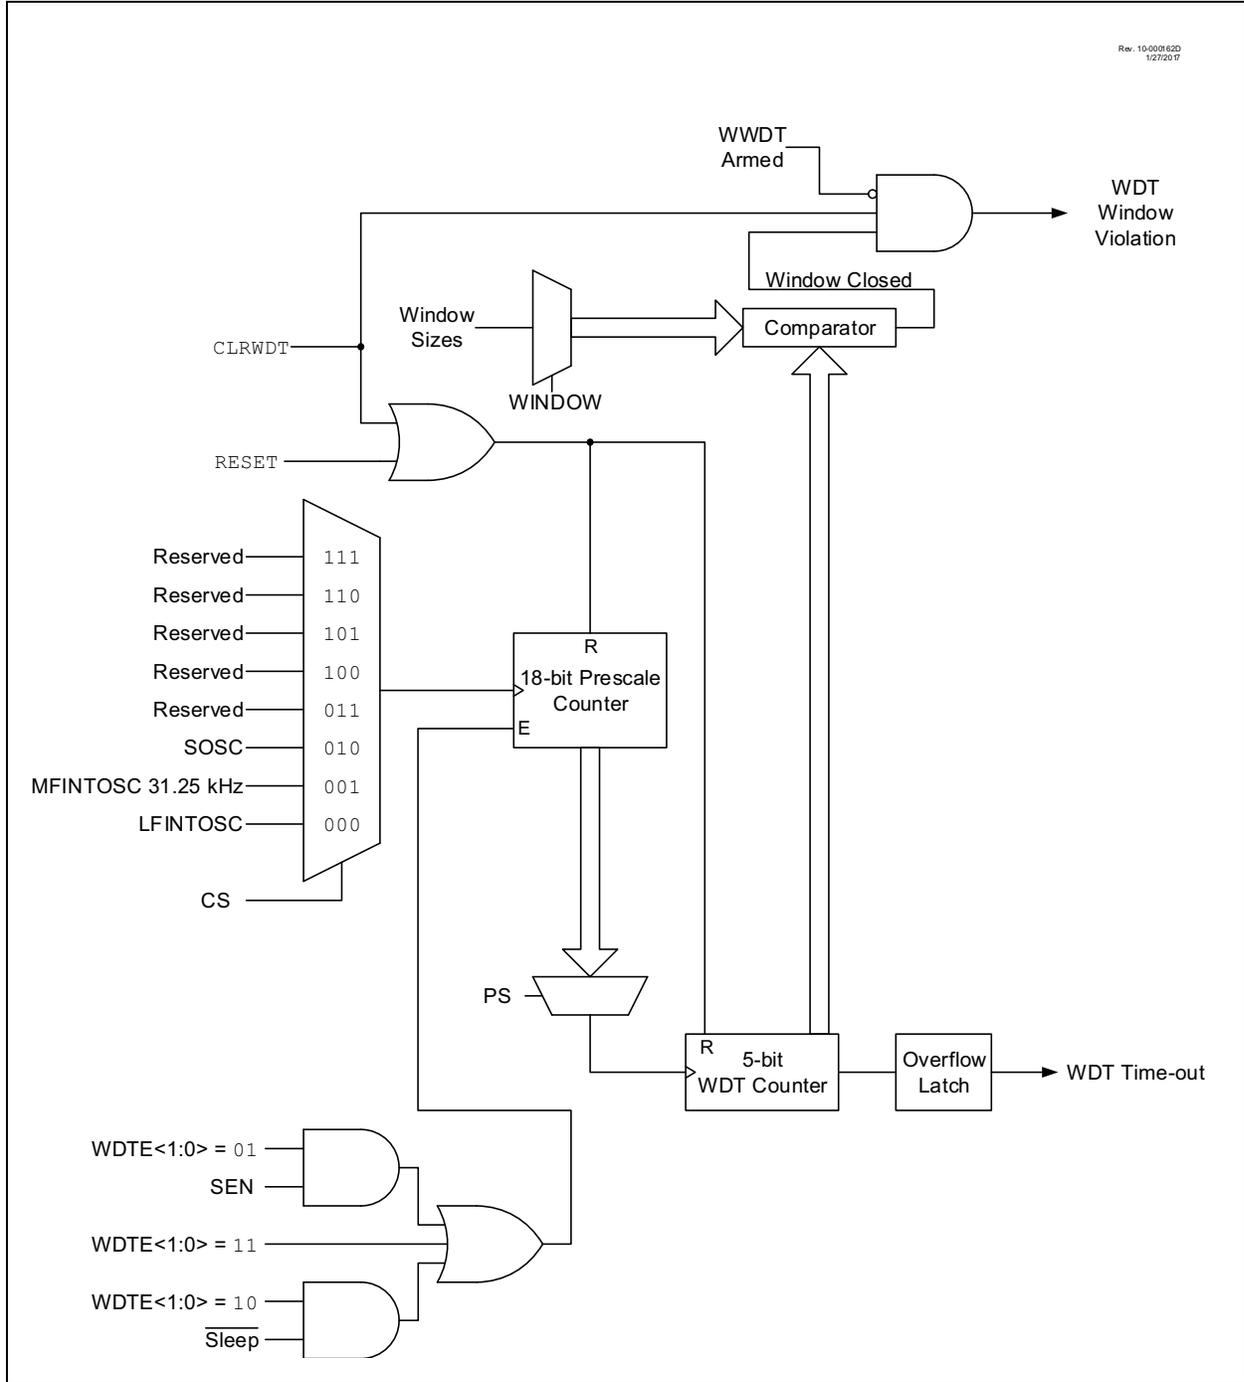 Rev. 10-000162D
1/27/2017
WWDT
Armed
WDT
Window
Violation
Window Closed
Window
Sizes
Comparator
CLRWDT
WINDOW
RESET
Reserved 111
Reserved 110
Reserved 101
Reserved 100
Reserved 011
SOSC 010
MFINTOSC 31.25 kHz 001
LFINTOSC 000
CS
R
18-bit Prescale
Counter
E
PS
R
5-bit
WDT Counter
Overflow
Latch
WDT Time-out
WDTE<1:0> = 01
SEN
WDTE<1:0> = 11
WDTE<1:0> = 10
Sleep